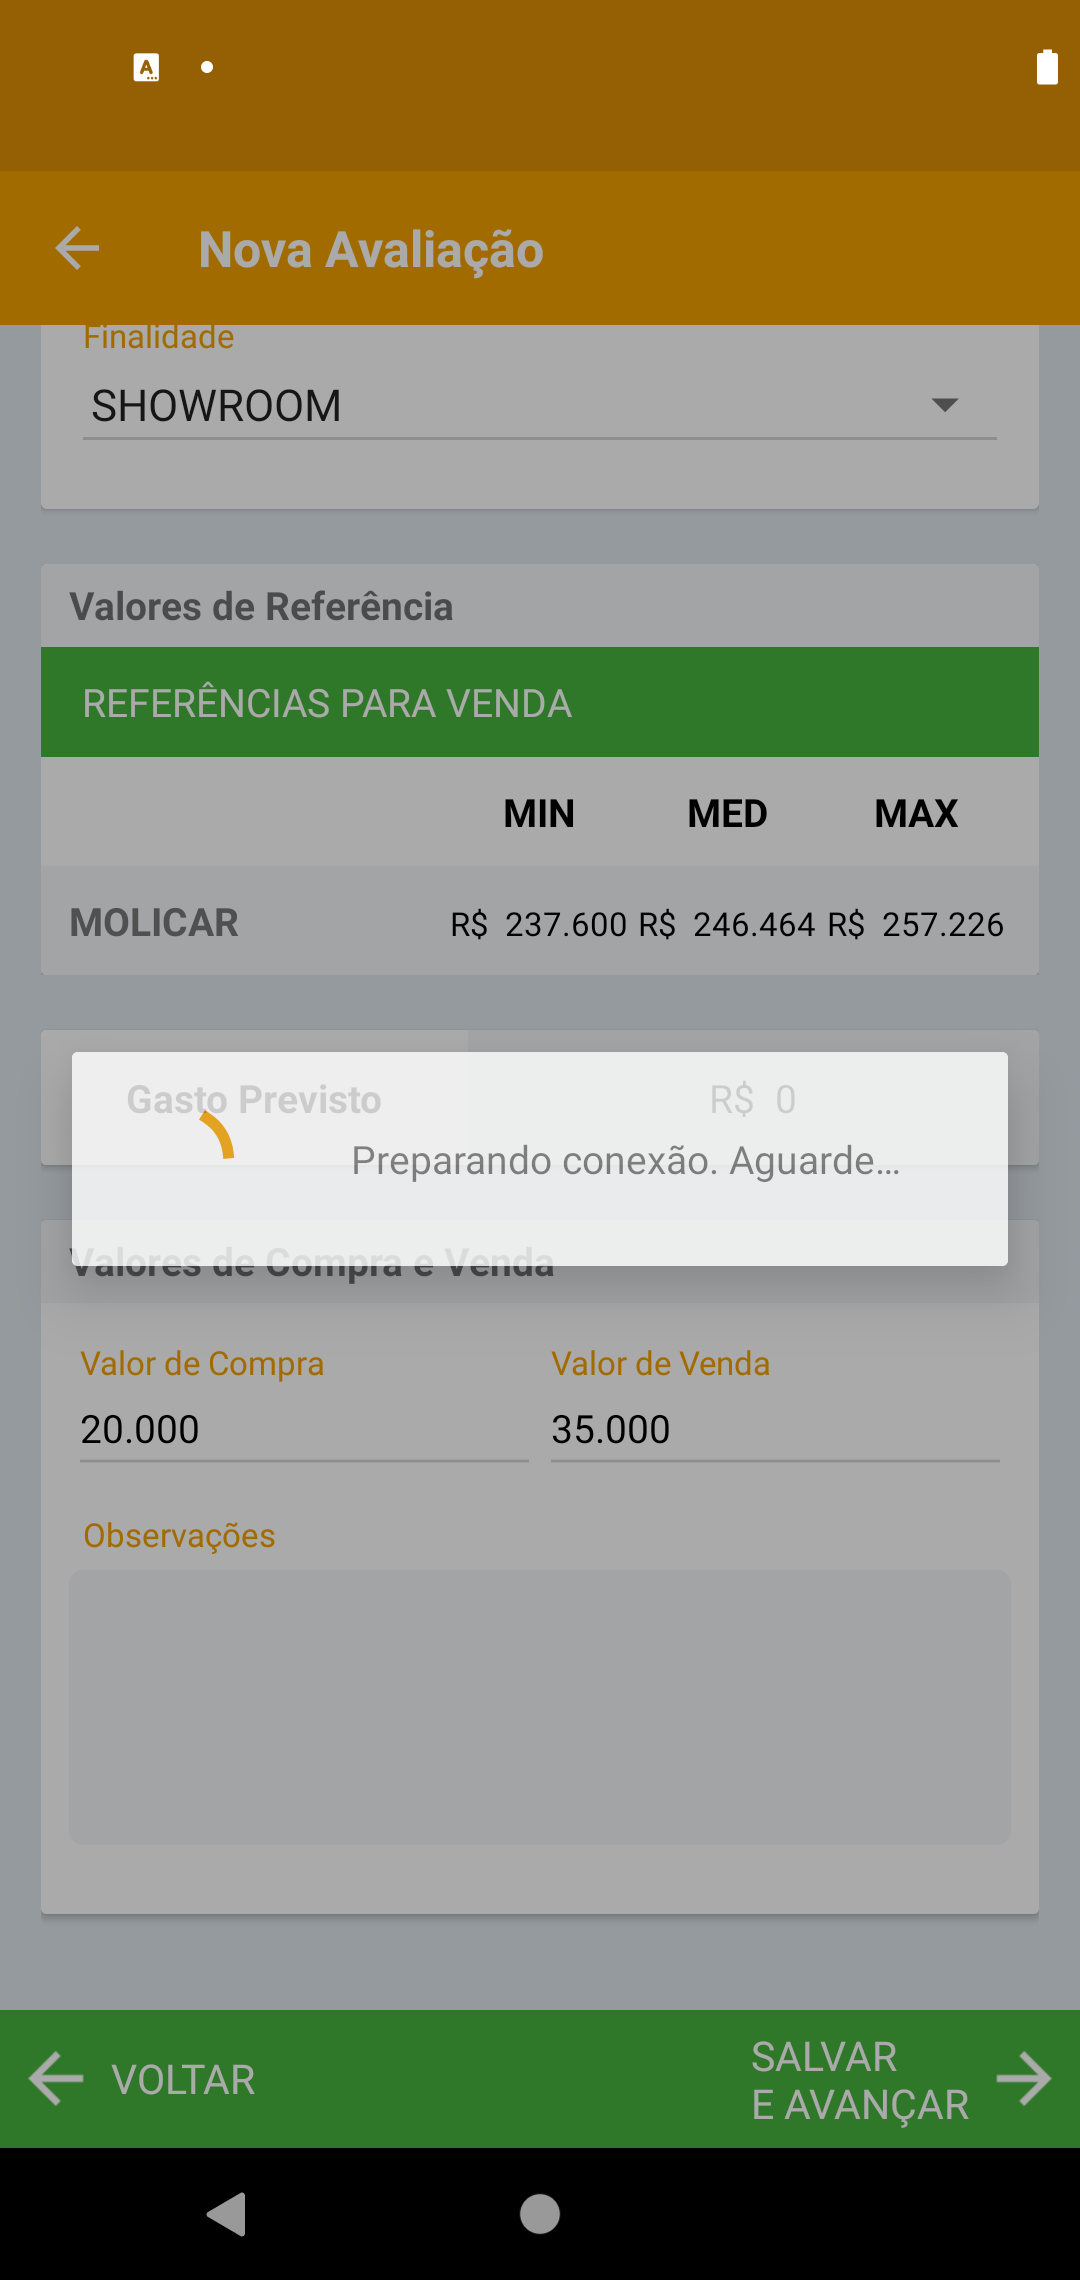 Nova Avaliação
Finalidade
SHOWROOM
Valores de Referência
REFERÊNCIAS PARA VENDA
MIN MED MAX
MOLICAR R$ 237.600 R$ 246.464 R$ 257.226
Gasto Previsto R$ 0
Preparando conexão. Aguarde...
Valores de Compra e Venda
Valor de Compra Valor de Venda
20.000 35.000
Observações
VOLTAR
SALVAR
E AVANÇAR